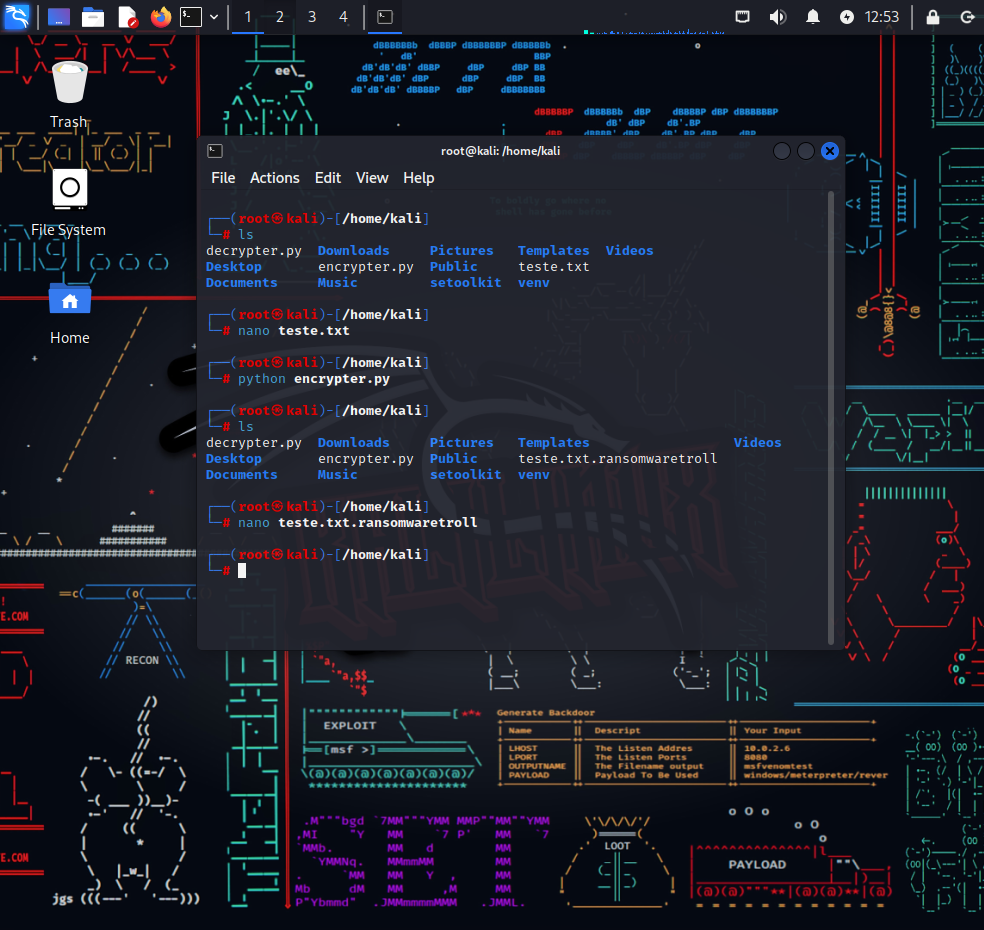 1 2 3 4
12:53
Trash
File System
Home
root@kali: /home/kali
File Actions Edit View Help
┌──(root㉿kali)-[/home/kali]
└─# ls
decrypter.py Downloads Pictures Templates Videos
Desktop encrypter.py Public teste.txt
Documents Music setoolkit venv
┌──(root㉿kali)-[/home/kali]
└─# nano teste.txt
┌──(root㉿kali)-[/home/kali]
└─# python encrypter.py
┌──(root㉿kali)-[/home/kali]
└─# ls
decrypter.py Downloads Pictures Templates Videos
Desktop encrypter.py Public teste.txt.ransomwaretroll
Documents Music setoolkit venv
┌──(root㉿kali)-[/home/kali]
└─# nano teste.txt.ransomwaretroll
┌──(root㉿kali)-[/home/kali]
└─#
RECON
EXPLOIT
[msf >]
Generate Backdoor
Name Descript Your Input
LHOST The Listen Addres 10.0.2.6
LPORT The Listen Ports 8080
OUTPUTNAME The Filename output msfvenomtest
PAYLOAD Payload To Be Used windows/meterpreter/rever
LOOT
PAYLOAD
jgs